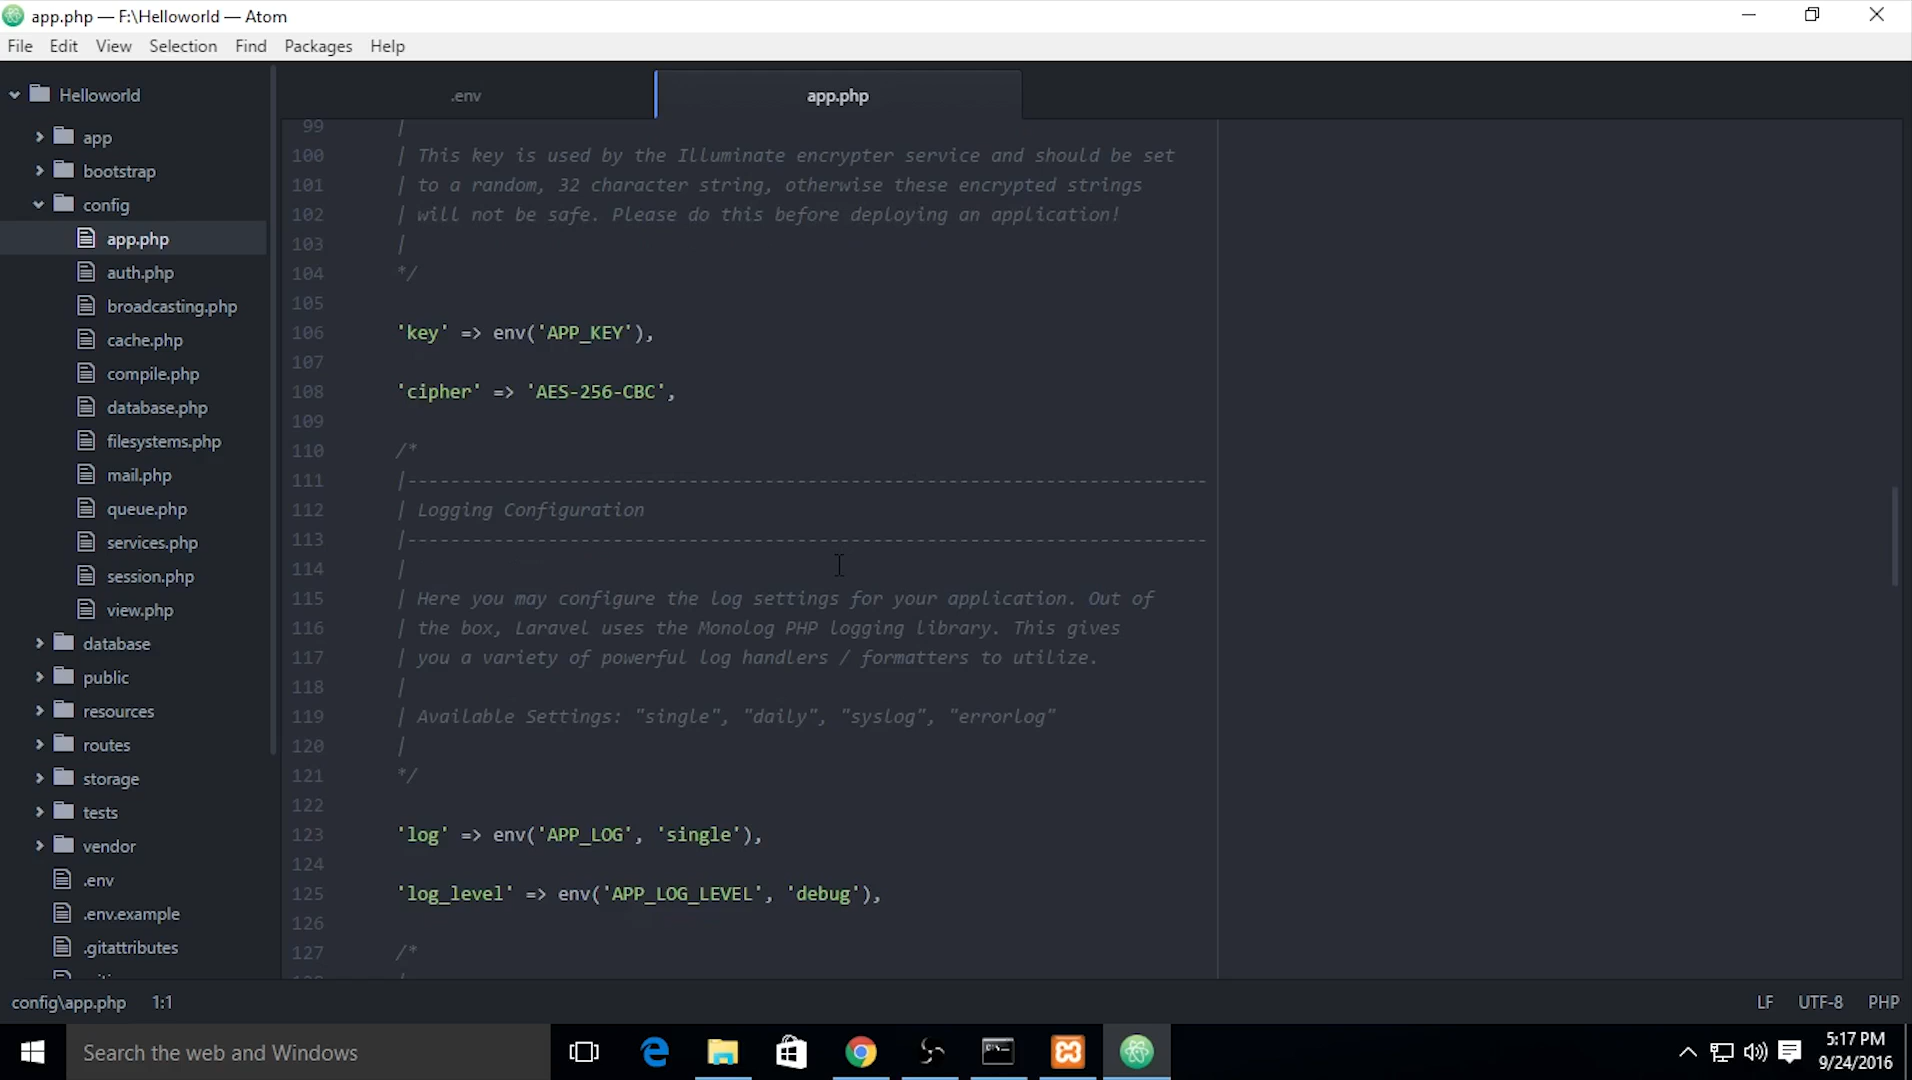 app.php — F:\Helloworld — Atom
File Edit View Selection Find Packages Help
Helloworld
app
bootstrap
config
app.php
auth.php
broadcasting.php
cache.php
compile.php
database.php
filesystems.php
mail.php
queue.php
services.php
session.php
view.php
database
public
resources
routes
storage
tests
vendor
.env
.env.example
.gitattributes
.env
app.php
99 |
100 | This key is used by the Illuminate encrypter service and should be set
101 | to a random, 32 character string, otherwise these encrypted strings
102 | will not be safe. Please do this before deploying an application!
103 |
104 */
105
106 'key' => env('APP_KEY'),
107
108 'cipher' => 'AES-256-CBC',
109
110 /*
111 |--------------------------------------------------------------------------
112 | Logging Configuration
113 |--------------------------------------------------------------------------
114 |
115 | Here you may configure the log settings for your application. Out of
116 | the box, Laravel uses the Monolog PHP logging library. This gives
117 | you a variety of powerful log handlers / formatters to utilize.
118 |
119 | Available Settings: "single", "daily", "syslog", "errorlog"
120 |
121 */
122
123 'log' => env('APP_LOG', 'single'),
124
125 'log_level' => env('APP_LOG_LEVEL', 'debug'),
126
127 /*
config\app.php 1:1 LF UTF-8 PHP
Search the web and Windows
5:17 PM
9/24/2016